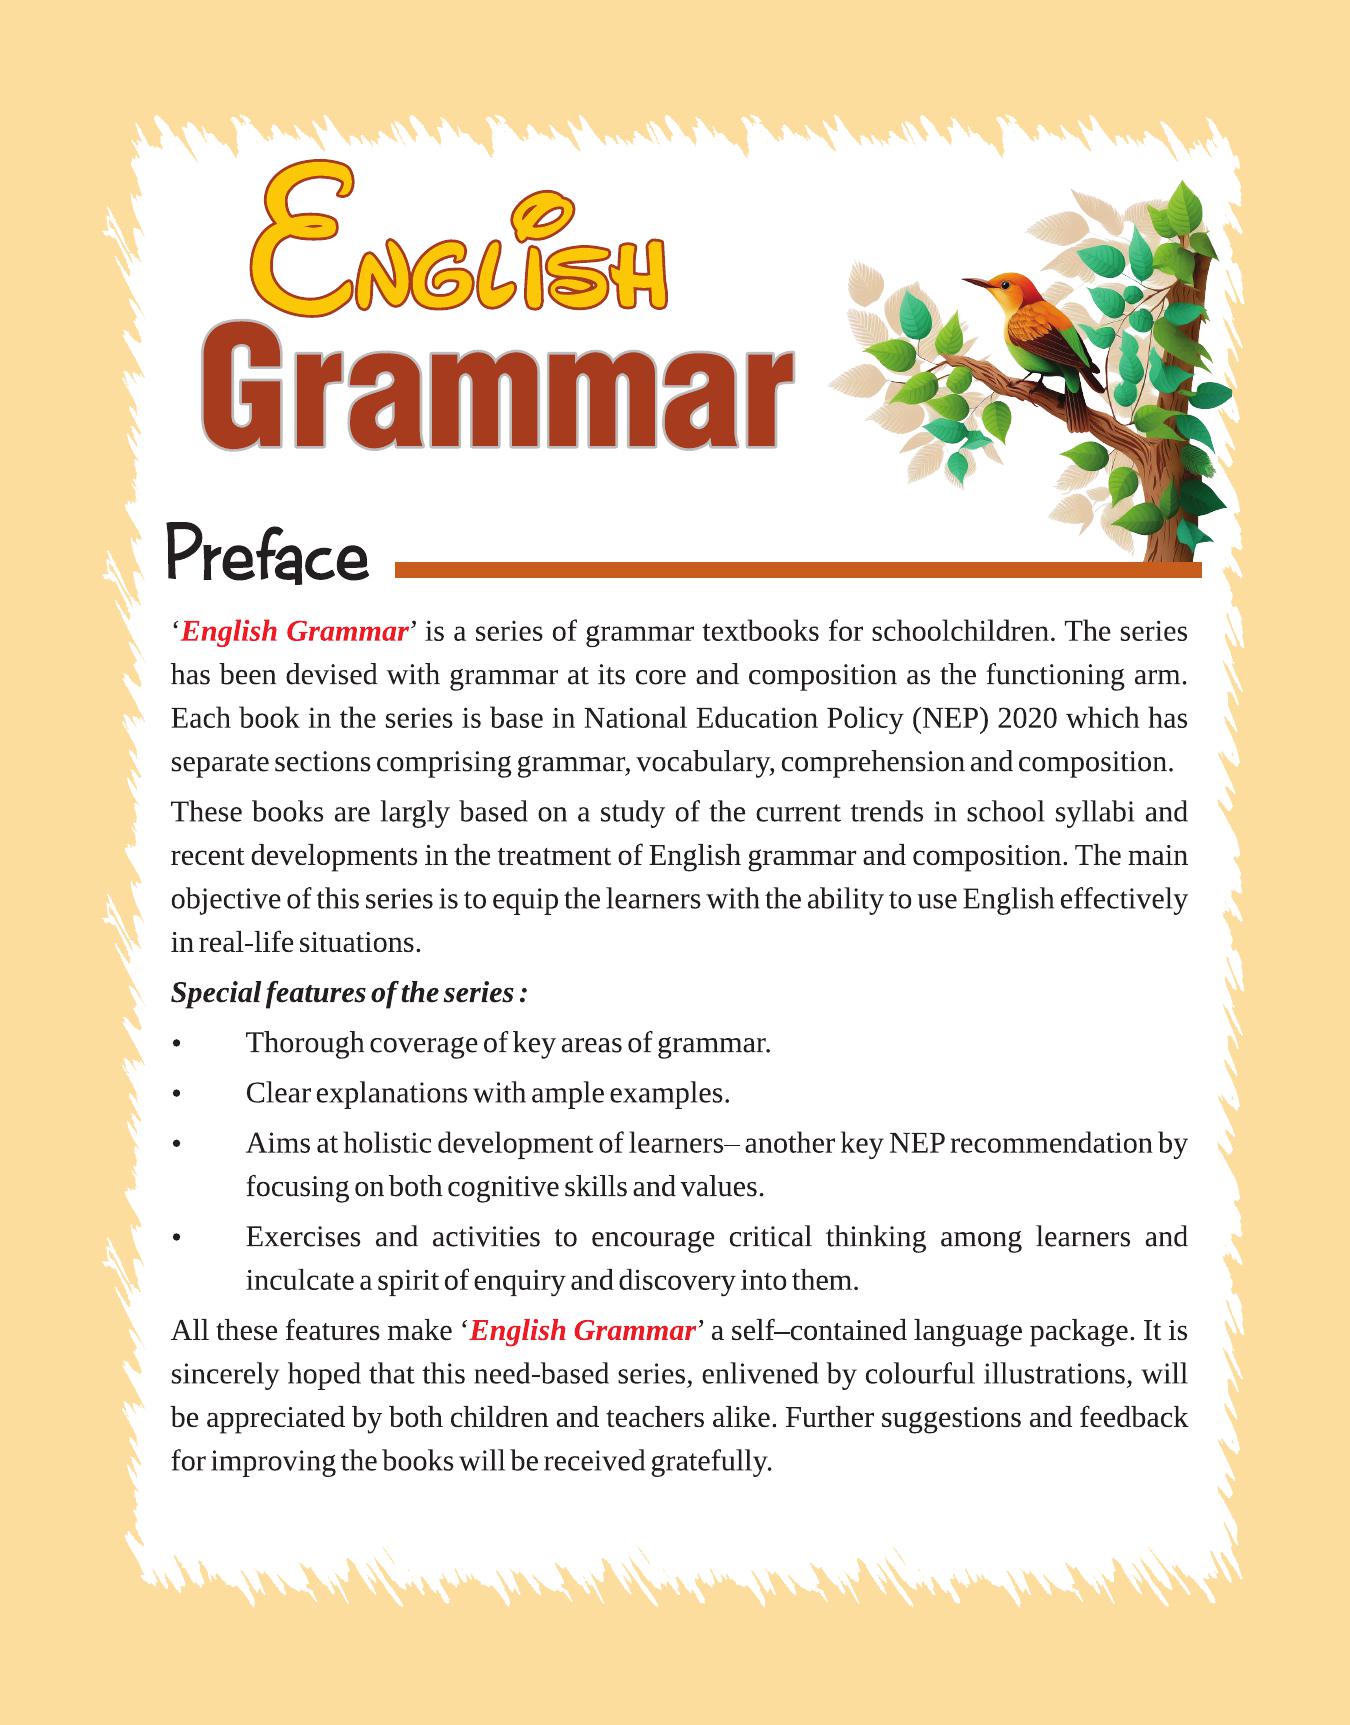 English
Grammar
Preface
‘English Grammar’ is a series of grammar textbooks for schoolchildren. The series
has been devised with grammar at its core and composition as the functioning arm.
Each book in the series is base in National Education Policy (NEP) 2020 which has
separate sections comprising grammar, vocabulary, comprehension and composition.
These books are largly based on a study of the current trends in school syllabi and
recent developments in the treatment of English grammar and composition. The main
objective of this series is to equip the learners with the ability to use English effectively
in real-life situations.
Special features of the series :
• Thorough coverage of key areas of grammar.
• Clear explanations with ample examples.
• Aims at holistic development of learners– another key NEP recommendation by
focusing on both cognitive skills and values.
• Exercises and activities to encourage critical thinking among learners and
inculcate a spirit of enquiry and discovery into them.
All these features make ‘English Grammar’ a self–contained language package. It is
sincerely hoped that this need-based series, enlivened by colourful illustrations, will
be appreciated by both children and teachers alike. Further suggestions and feedback
for improving the books will be received gratefully.